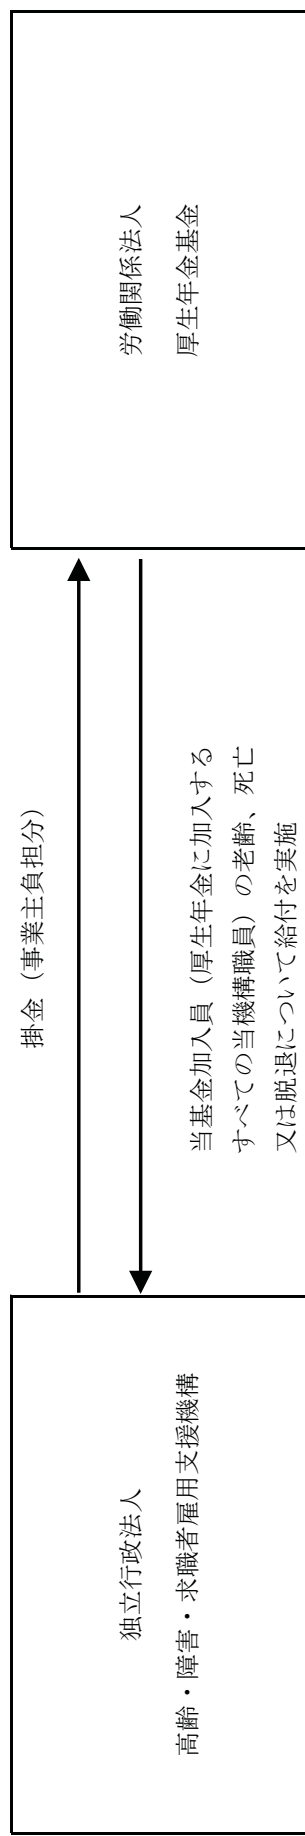 独立行政法人
高齢・障害・求職者雇用支援機構
掛金（事業主負担分）
当基金加入員（厚生年金に加入する
すべての当機構職員）の老齢、死亡
又は脱退について給付を実施
労働関係法人
厚生年金基金